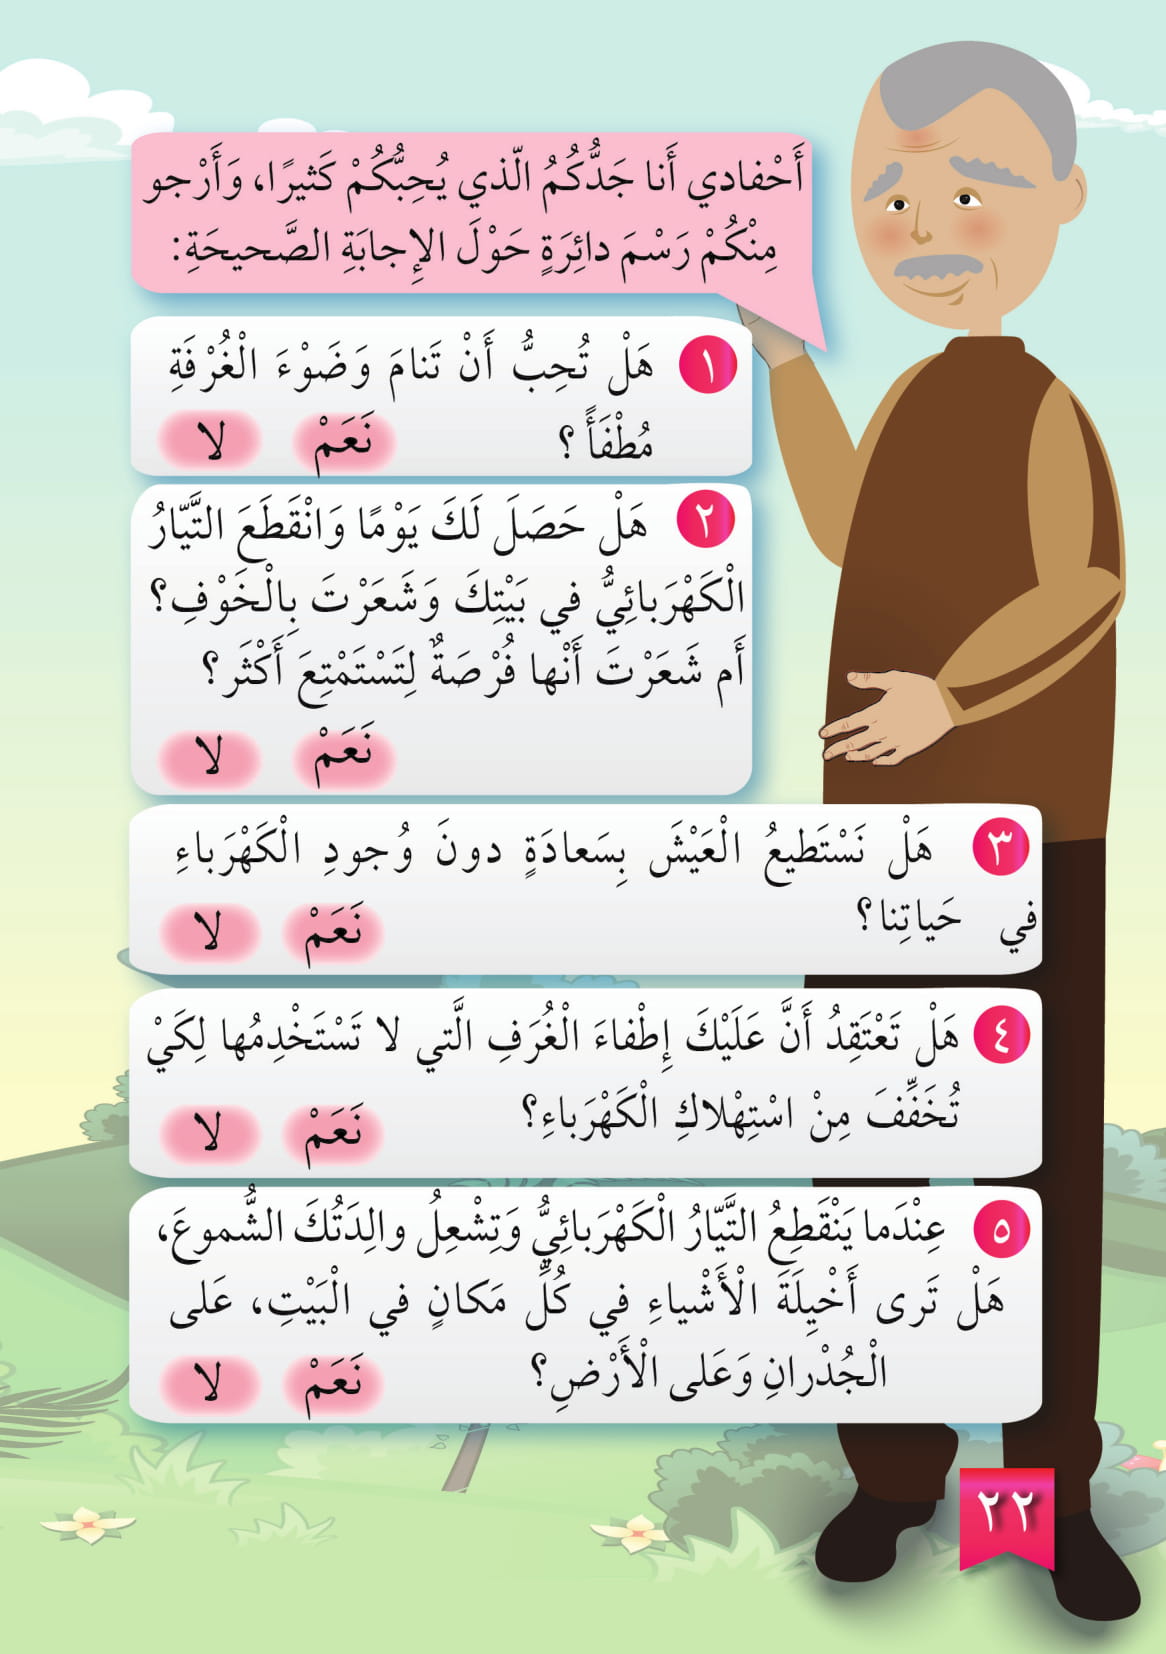 أَحْفادي أَنا جَدُّكُمُ الّذي يُحِبُّكُمْ كَثيرًا، وَأَرْجو
مِنْكُمْ رَسْمَ دائِرَةٍ حَوْلَ الإِجابَةِ الصَّحيحَةِ:
١ هَلْ تُحِبُّ أَنْ تَنامَ وَضَوْءَ الْغُرْفَةِ
مُطْفَأً ؟ نَعَمْ لا
٢ هَلْ حَصَلَ لَكَ يَوْمًا وَانْقَطَعَ التَّيّارُ
الْكَهْرَبائِيُّ في بَيْتِكَ وَشَعَرْتَ بِالْخَوْفِ؟
أَم شَعَرْتَ أَنْها فُرْصَةٌ لِتَسْتَمْتِعَ أَكْثَر ؟
نَعَمْ لا
٣ هَلْ نَسْتَطيعُ الْعَيْشَ بِسَعادَةٍ دونَ وُجودِ الْكَهْرَباءِ
في حَياتِنا؟ نَعَمْ لا
٤ هَلْ تَعْتَقِدُ أَنَّ عَلَيْكَ إِطْفاءَ الْغُرَفِ الَّتي لا تَسْتَخْدِمُها لِكَيْ
تُخَفِّفَ مِنْ اسْتِهْلاكِ الْكَهْرَباءِ؟ نَعَمْ لا
٥ عِنْدَما يَنْقَطِعُ التَّيّارُ الْكَهْرَبائِيُّ وَتِشْعِلُ والِدَتُكَ الشُّموعَ،
هَلْ تَرى أَخْيِلَةَ الْأَشْياءِ في كُلِّ مَكانٍ في الْبَيْتِ، عَلى
الْجُدْرانِ وَعَلى الْأَرْضِ؟ نَعَمْ لا
٢٢